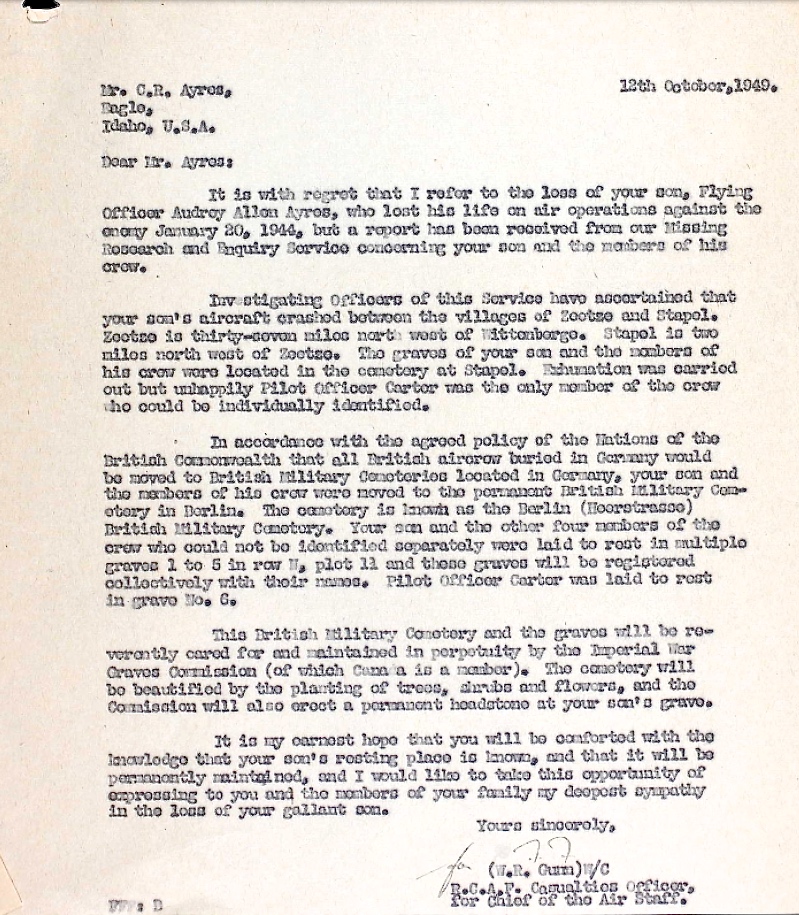 Mr. C.R. Ayres, 12th October, 1949.
Eagle,
Idaho, U.S.A.
Dear Mr. Ayres:
It is with regret that I refer to the loss of your son, Flying
Officer Audrey Allen Ayres, who lost his life on air operations against the
enemy January 20, 1944, but a report has been received from our Missing
Research and Enquiry Service concerning your son and the members of his
crew.
Investigating Officers of this Service have ascertained that
your son's aircraft crashed between the villages of Zeetze and Stapel.
Zeetze is thirty-seven miles north west of Wittenberge. Stapel is two
miles north west of Zeetze. The graves of your son and the members of
his crew were located in the cemetery at Stapel. Exhumation was carried
out but unhappily Pilot Officer Carter was the only member of the crew
who could be individually identified.
In accordance with the agreed policy of the Nations of the
British Commonwealth that all British aircrew buried in Germany would
be moved to British Military Cemeteries located in Germany, your son and
the members of his crew were moved to the permanent British Military Cem-
etery in Berlin. The cemetery is known as the Berlin (Heerstrasse)
British Military Cemetery. Your son and the other four members of the
crew who could not be identified separately were laid to rest in multiple
graves 1 to 5 in row N, plot 11 and these graves will be registered
collectively with their names. Pilot Officer Carter was laid to rest
in grave No. 6.
This British Military Cemetery and the graves will be re-
verently cared for and maintained in perpetuity by the Imperial War
Graves Commission (of which Canada is a member). The cemetery will
be beautified by the planting of trees, shrubs and flowers, and the
Commission will also erect a permanent headstone at your son's grave.
It is my earnest hope that you will be comforted with the
knowledge that your son's resting place is known, and that it will be
permanently maintained, and I would like to take this opportunity of
expressing to you and the members of your family my deepest sympathy
in the loss of your gallant son.
Yours sincerely,
for
(W.R. Gunn)W/C
R.C.A.F. Casualties Officer,
for Chief of the Air Staff.